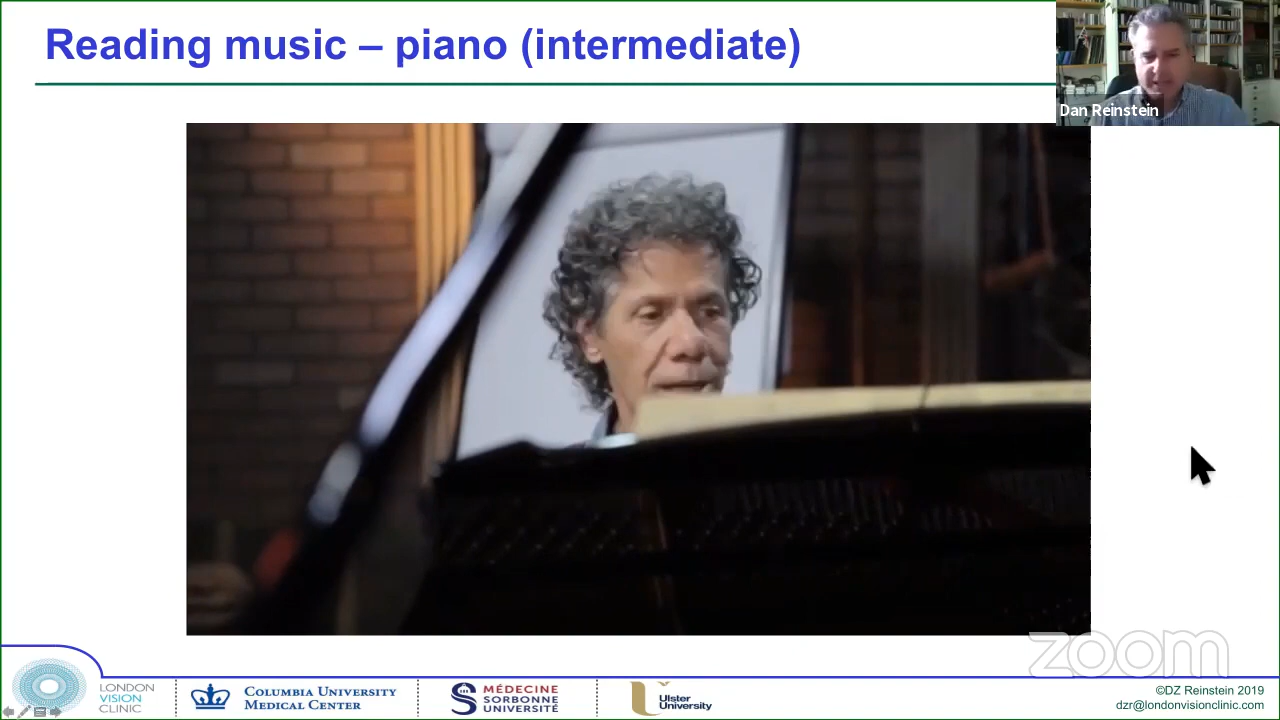 Reading music – piano (intermediate)
Dan Reinstein
zoom
LONDON
VISION
CLINIC
COLUMBIA UNIVERSITY
MEDICAL CENTER
MÉDECINE
SORBONNE
UNIVERSITÉ
Ulster
University
©DZ Reinstein 2019
dzr@londonvisionclinic.com